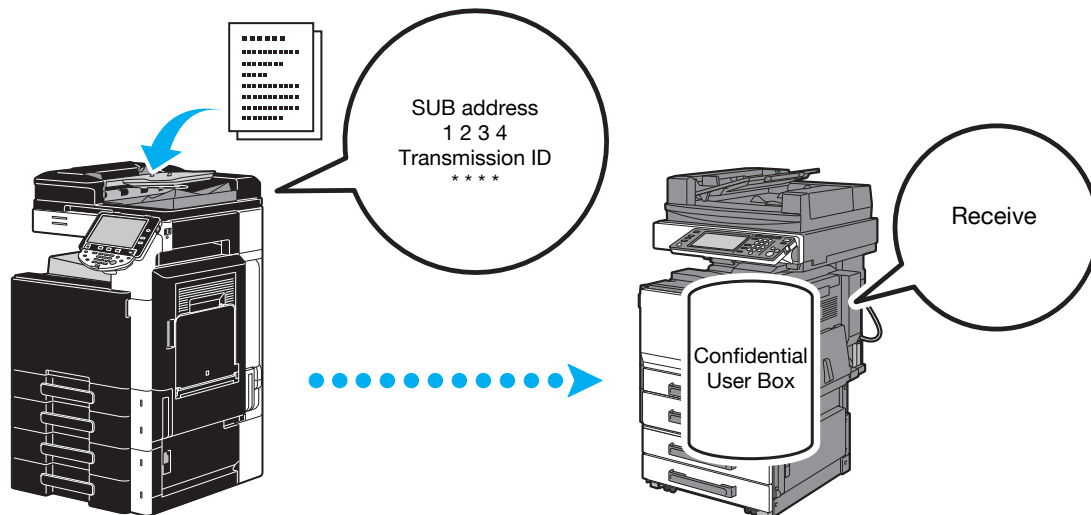 SUB address
1 2 3 4
Transmission ID
* * * *
Receive
Confidential
User Box